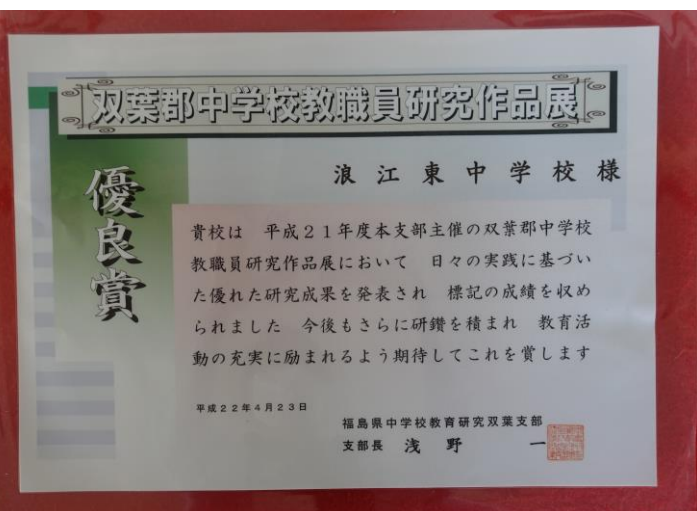 双葉郡中学校教職員研究作品展
優良賞
浪江東中学校様
貴校は　平成21年度本支部主催の双葉郡中学校
教職員研究作品展において　日々の実践に基づい
た優れた研究成果を発表され　標記の成績を収め
られました　今後もさらに研鑽を積まれ　教育活
動の充実に励まれるよう期待してこれを賞します
平成22年4月23日
福島県中学校教育研究双葉支部
支部長　浅野　一